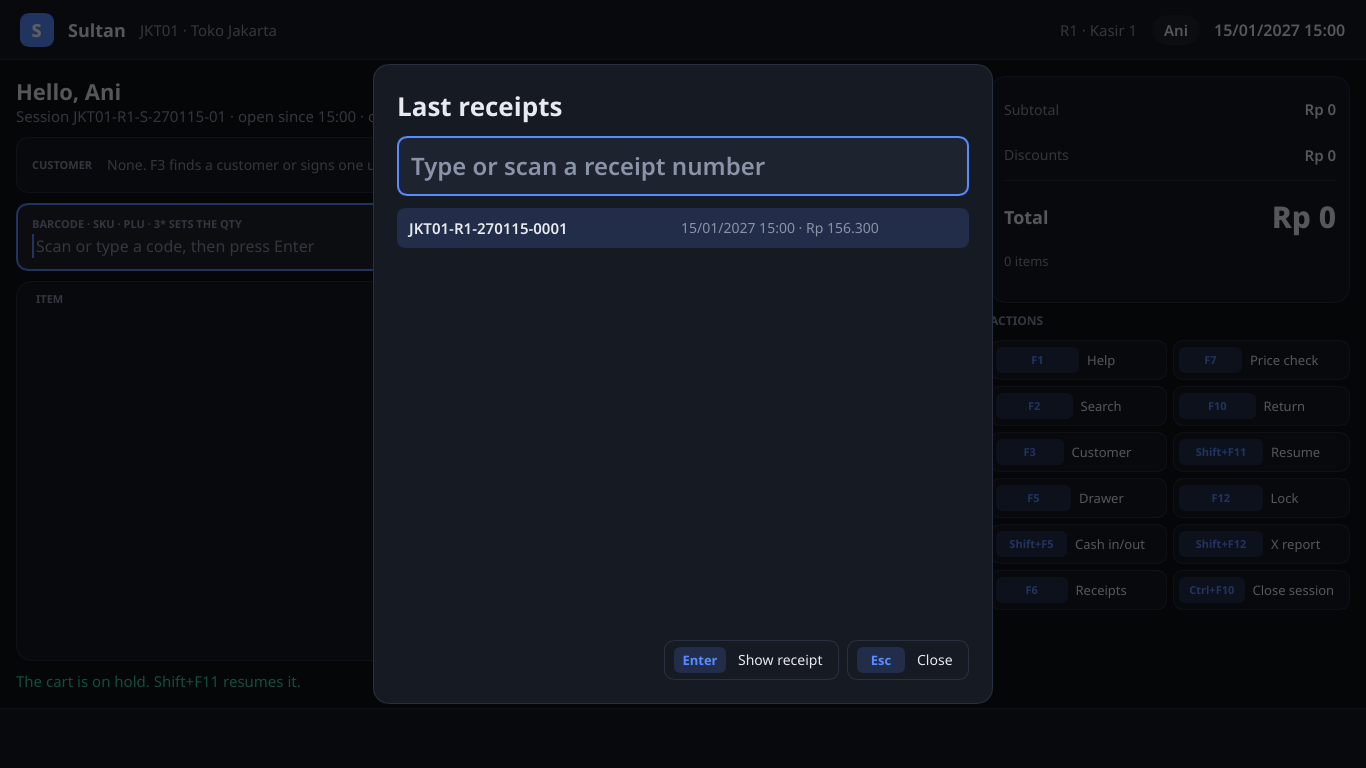 S Sultan JKT01 · Toko Jakarta R1 · Kasir 1 Ani 15/01/2027 15:00
Hello, Ani
Session JKT01-R1-S-270115-01 · open since 15:00 ·
CUSTOMER None. F3 finds a customer or signs one
BARCODE · SKU · PLU · 3* SETS THE QTY
Scan or type a code, then press Enter
ITEM
The cart is on hold. Shift+F11 resumes it.
Last receipts
Type or scan a receipt number
JKT01-R1-270115-0001 15/01/2027 15:00 · Rp 156.300
Enter Show receipt Esc Close
Subtotal Rp 0
Discounts Rp 0
Total Rp 0
0 items
ACTIONS
F1 Help F7 Price check
F2 Search F10 Return
F3 Customer Shift+F11 Resume
F5 Drawer F12 Lock
Shift+F5 Cash in/out Shift+F12 X report
F6 Receipts Ctrl+F10 Close session